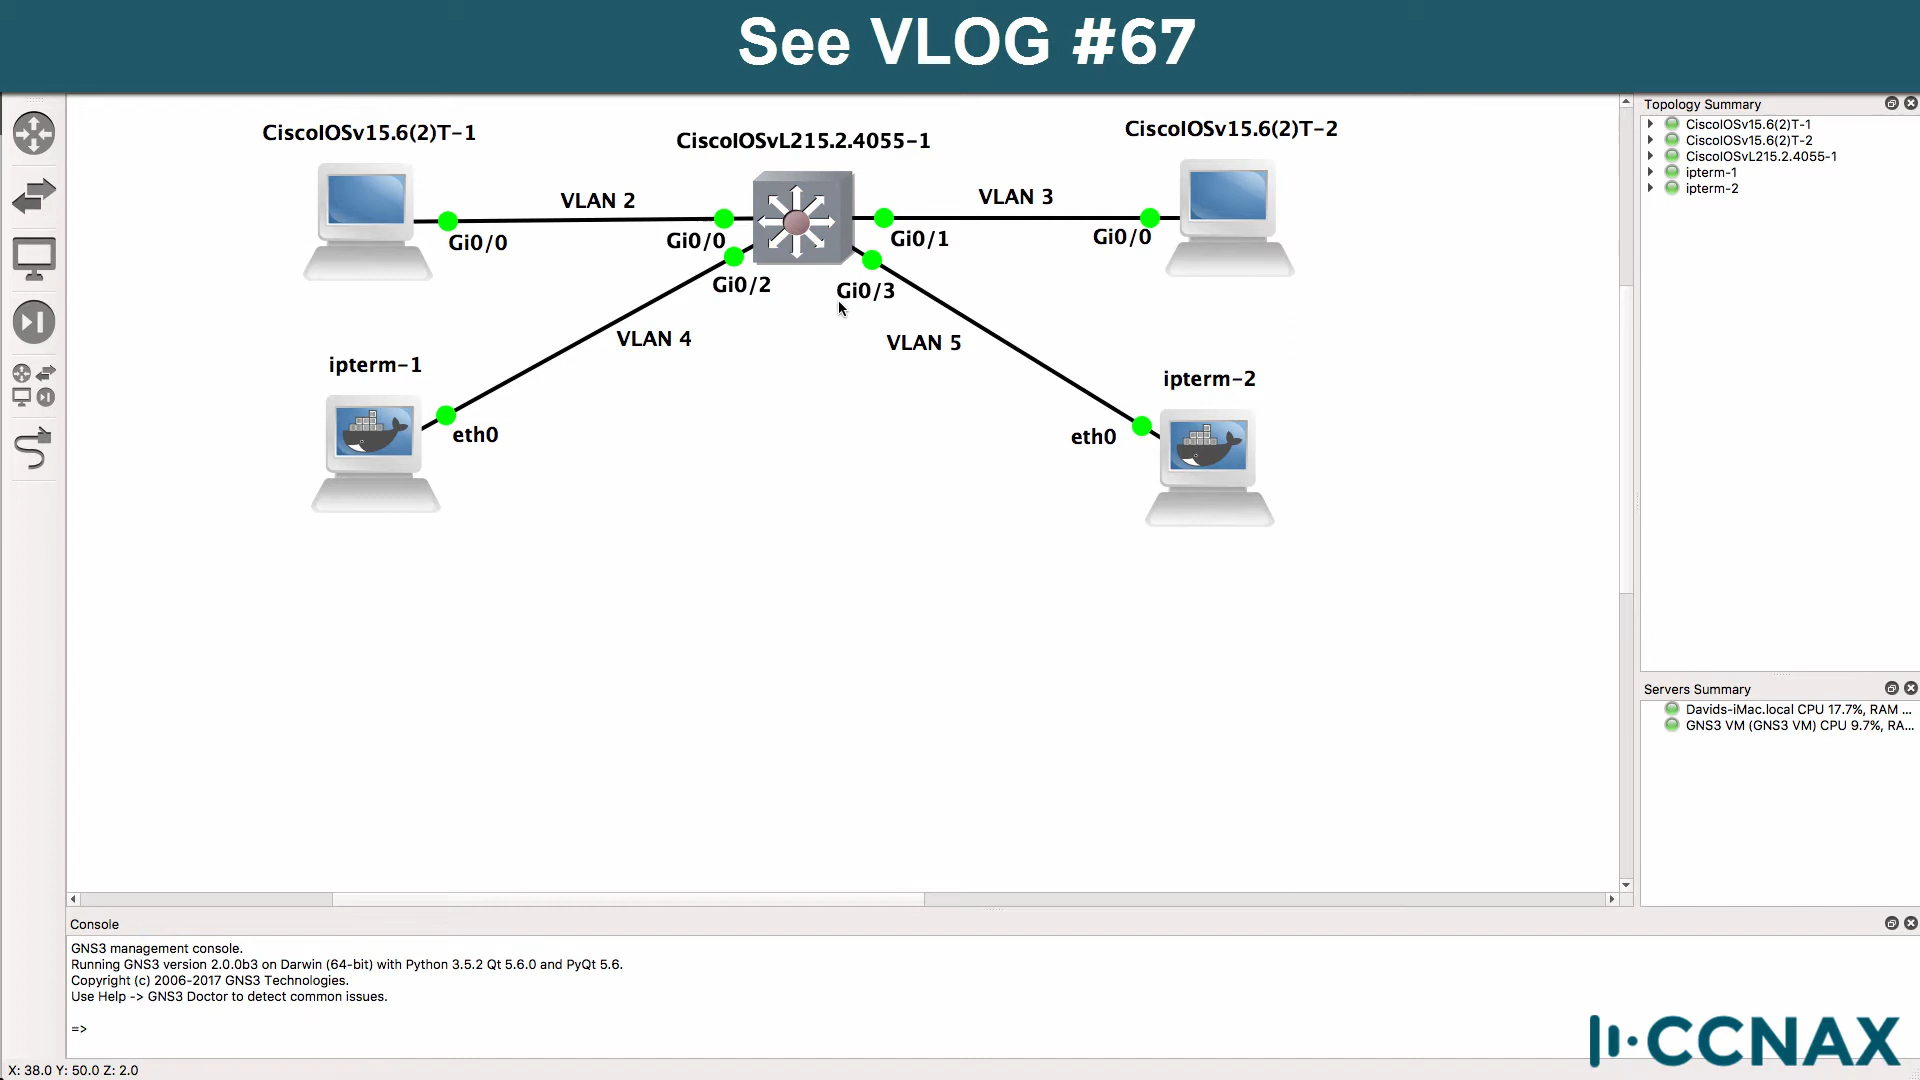 See VLOG #67
CiscoIOSv15.6(2)T-1
CiscoIOSvL215.2.4055-1
CiscoIOSv15.6(2)T-2
VLAN 2
VLAN 3
Gi0/0
Gi0/0
Gi0/1
Gi0/0
Gi0/2
Gi0/3
VLAN 4
VLAN 5
ipterm-1
ipterm-2
eth0
eth0
Topology Summary
CiscoIOSv15.6(2)T-1
CiscoIOSv15.6(2)T-2
CiscoIOSvL215.2.4055-1
ipterm-1
ipterm-2
Servers Summary
Davids-iMac.local CPU 17.7%, RAM ...
GNS3 VM (GNS3 VM) CPU 9.7%, RA...
Console
GNS3 management console.
Running GNS3 version 2.0.0b3 on Darwin (64-bit) with Python 3.5.2 Qt 5.6.0 and PyQt 5.6.
Copyright (c) 2006-2017 GNS3 Technologies.
Use Help -> GNS3 Doctor to detect common issues.
=>
CCNAX
X: 38.0 Y: 50.0 Z: 2.0